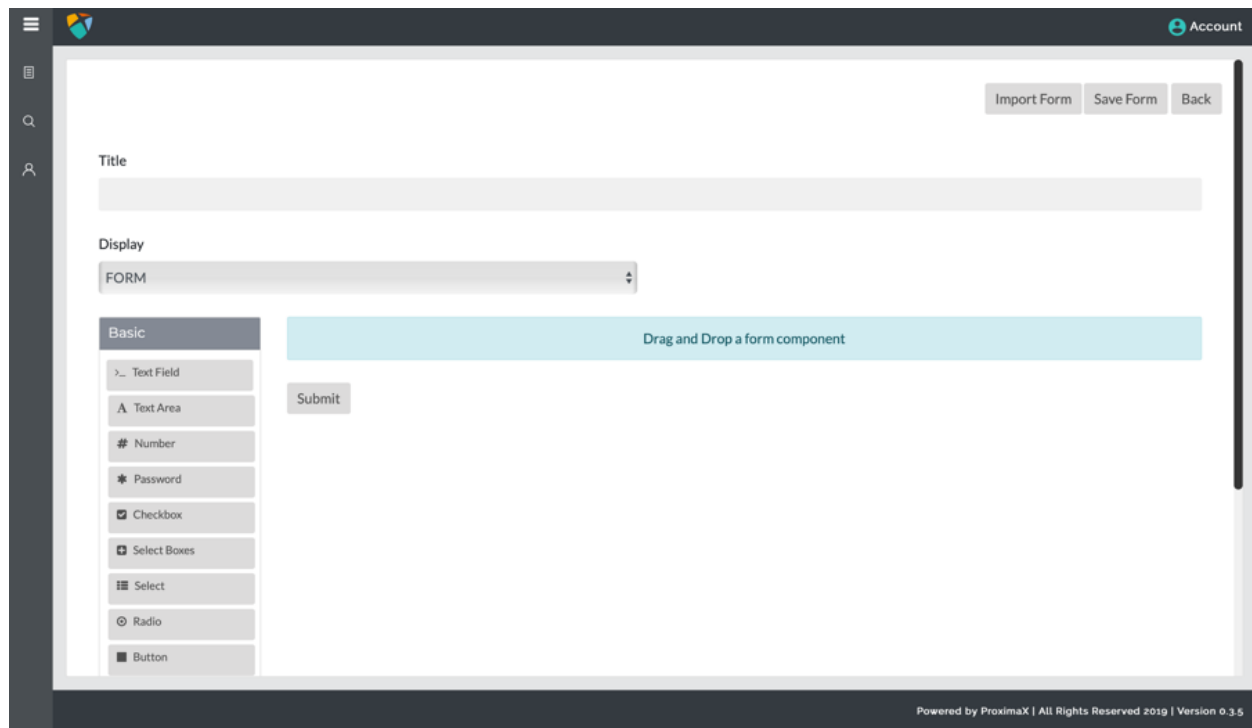 Account
Import Form Save Form Back
Title
Display
FORM
Basic
Drag and Drop a form component
>_ Text Field
A Text Area
Submit
# Number
* Password
Checkbox
Select Boxes
Select
Radio
Button
Powered by ProximaX | All Rights Reserved 2019 | Version 0.3.5